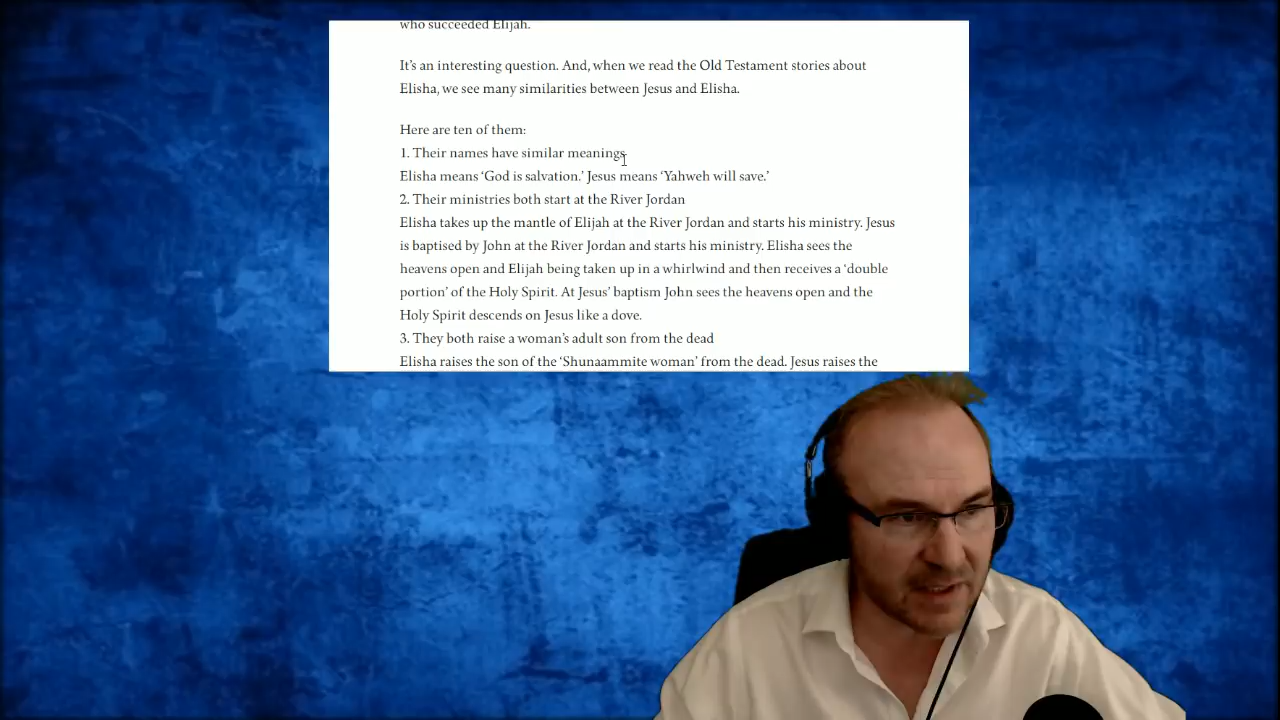 who succeeded Elijah.
It's an interesting question. And, when we read the Old Testament stories about
Elisha, we see many similarities between Jesus and Elisha.
Here are ten of them:
1. Their names have similar meanings
Elisha means ‘God is salvation.’ Jesus means ‘Yahweh will save.’
2. Their ministries both start at the River Jordan
Elisha takes up the mantle of Elijah at the River Jordan and starts his ministry. Jesus
is baptised by John at the River Jordan and starts his ministry. Elisha sees the
heavens open and Elijah being taken up in a whirlwind and then receives a ‘double
portion’ of the Holy Spirit. At Jesus’ baptism John sees the heavens open and the
Holy Spirit descends on Jesus like a dove.
3. They both raise a woman’s adult son from the dead
Elisha raises the son of the ‘Shunaammite woman’ from the dead. Jesus raises the